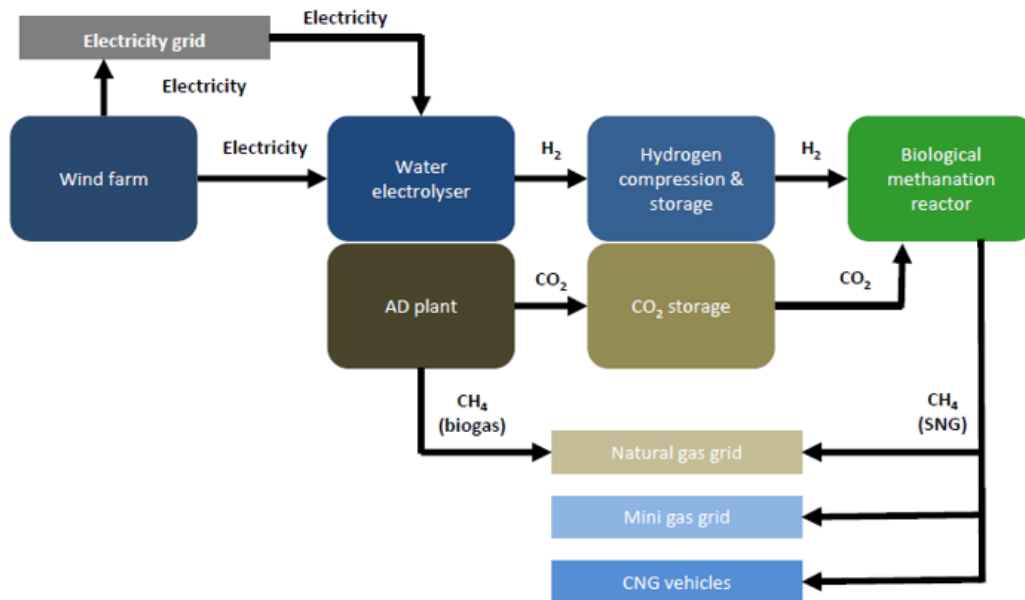 Electricity
Electricity grid
Electricity
Electricity
Wind farm
Water
electrolyser
H₂
Hydrogen
compression &
storage
H₂
Biological
methanation
reactor
AD plant
CO₂
CO₂ storage
CO₂
CH₄
(biogas)
CH₄
(SNG)
Natural gas grid
Mini gas grid
CNG vehicles